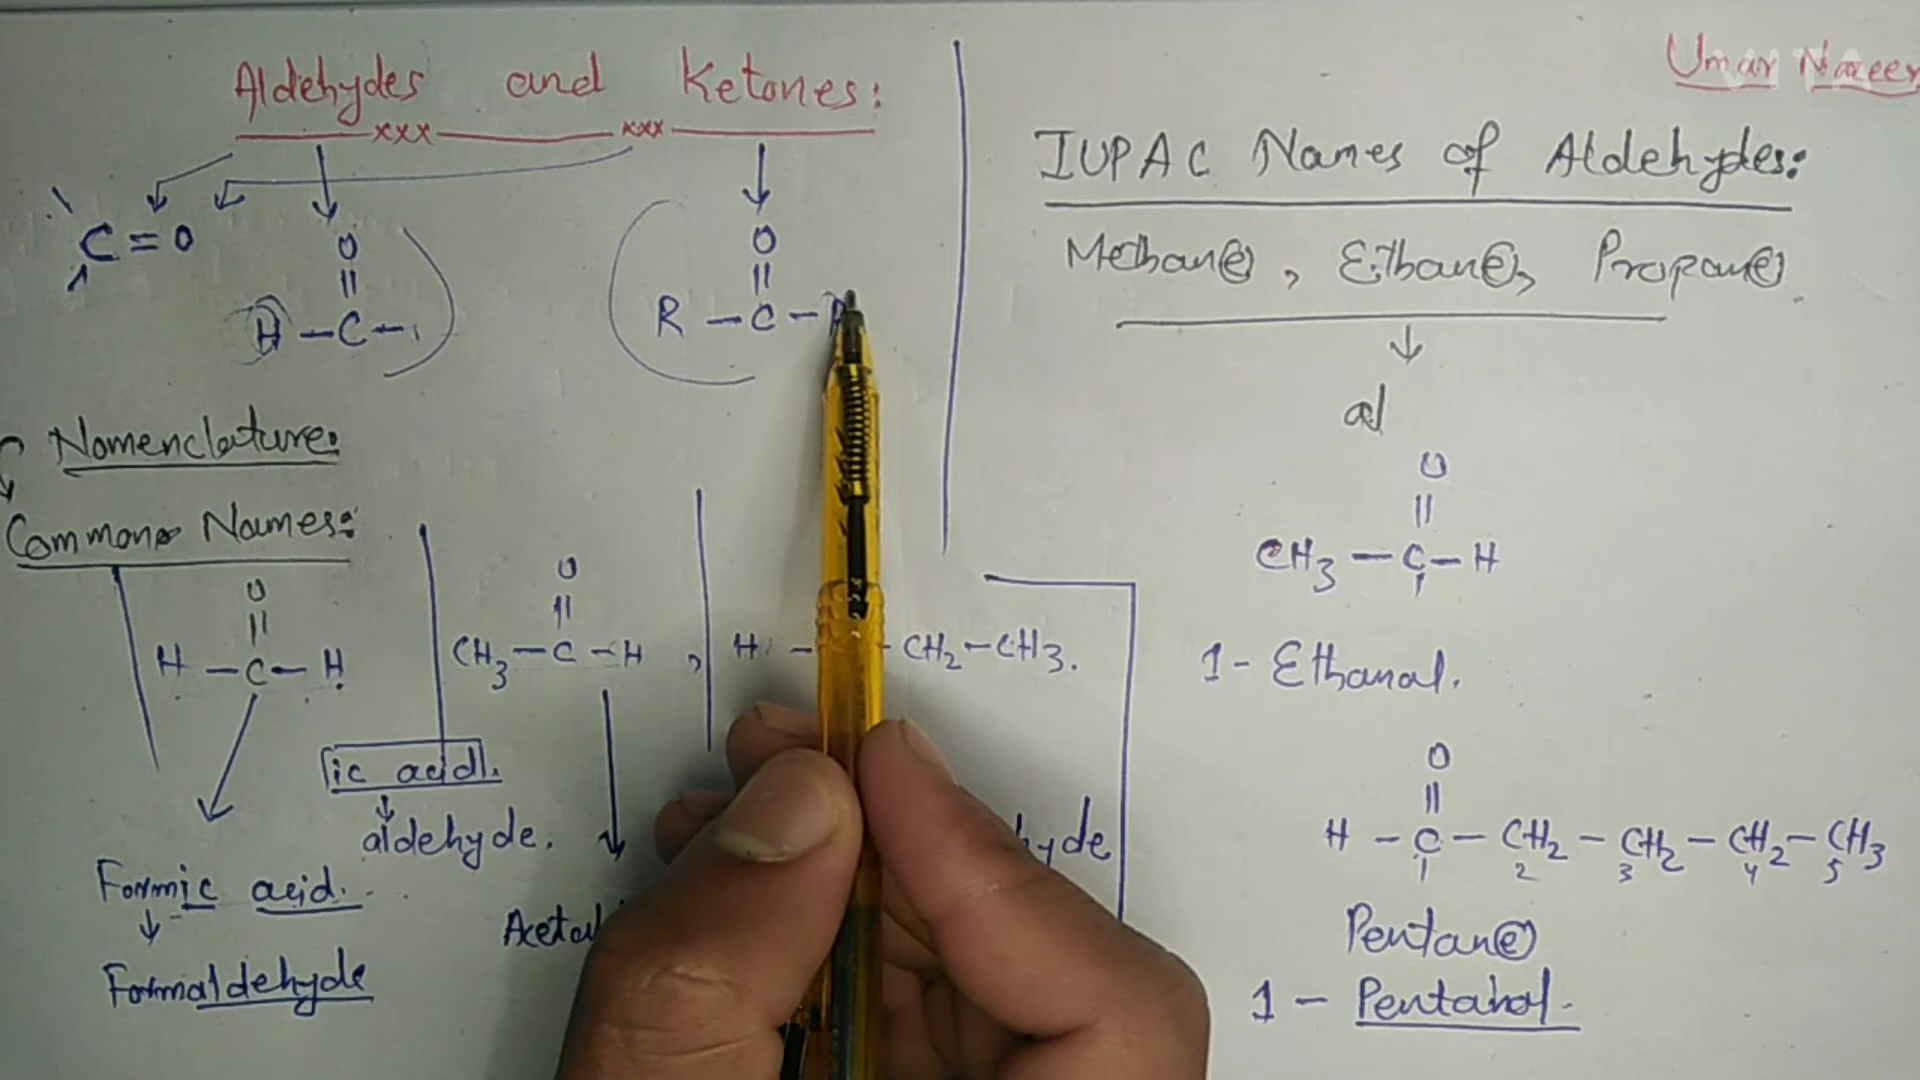 Aldehydes and Ketones:
xxx xxx
C=O
O
||
H-C-
O
||
R-C-
Nomenclature:
Common Names:
O
||
H-C-H
ic acid.
aldehyde.
Formic acid.
Formaldehyde
O
||
CH3-C-H ,
H - -CH2-CH3.
hyde
Umar Nazeer
IUPAC Names of Aldehydes:
Methane, Ethane, Propane
al
O
||
CH3-C-H
1
1- Ethanal.
O
||
H-C-CH2-CH2-CH2-CH3
1 2 3 4 5
Pentane
1- Pentanal.